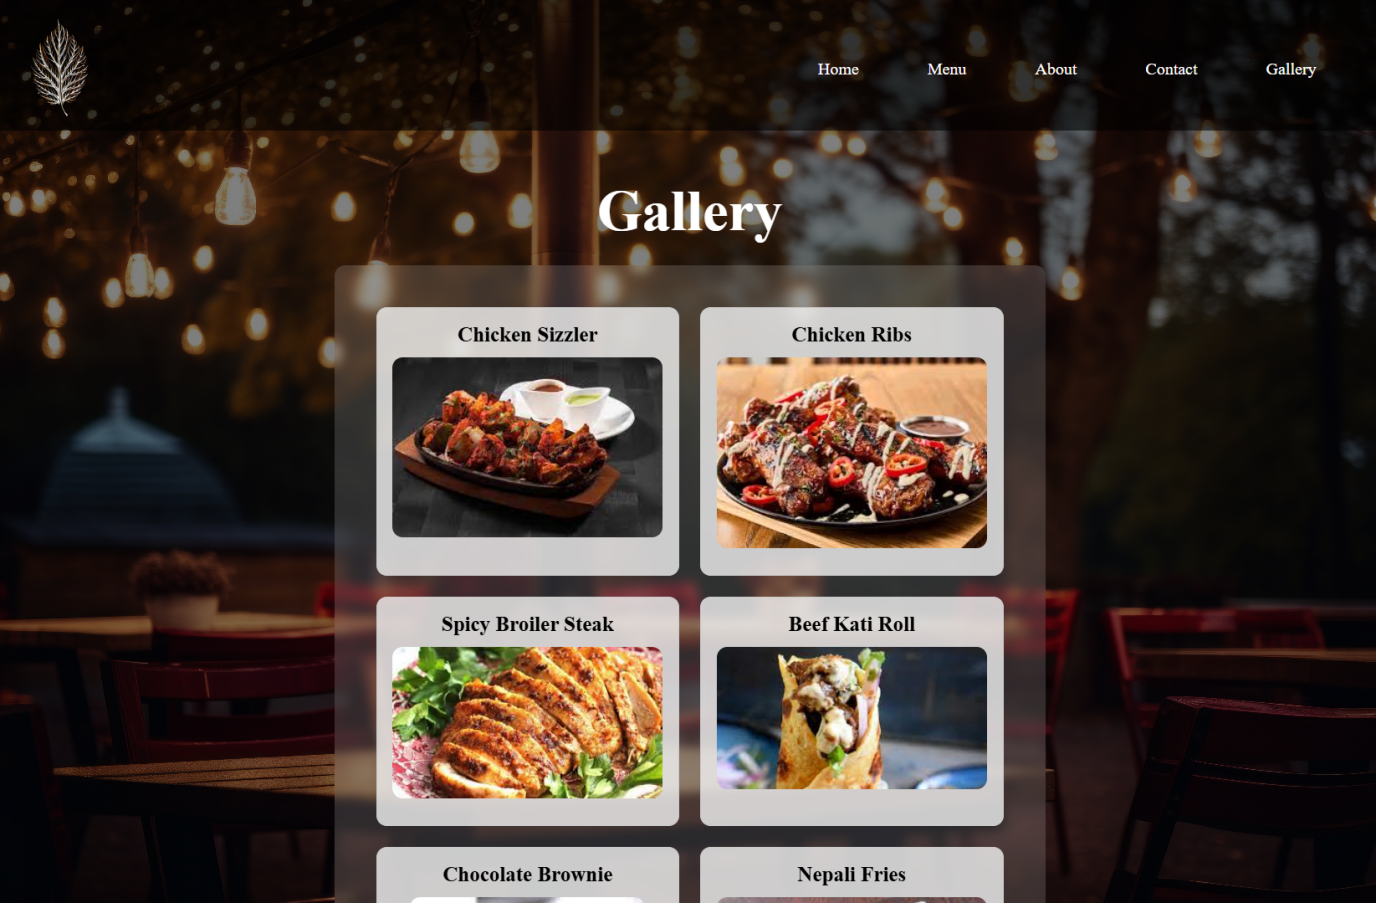 Home Menu About Contact Gallery
Gallery
Chicken Sizzler
Chicken Ribs
Spicy Broiler Steak
Beef Kati Roll
Chocolate Brownie
Nepali Fries